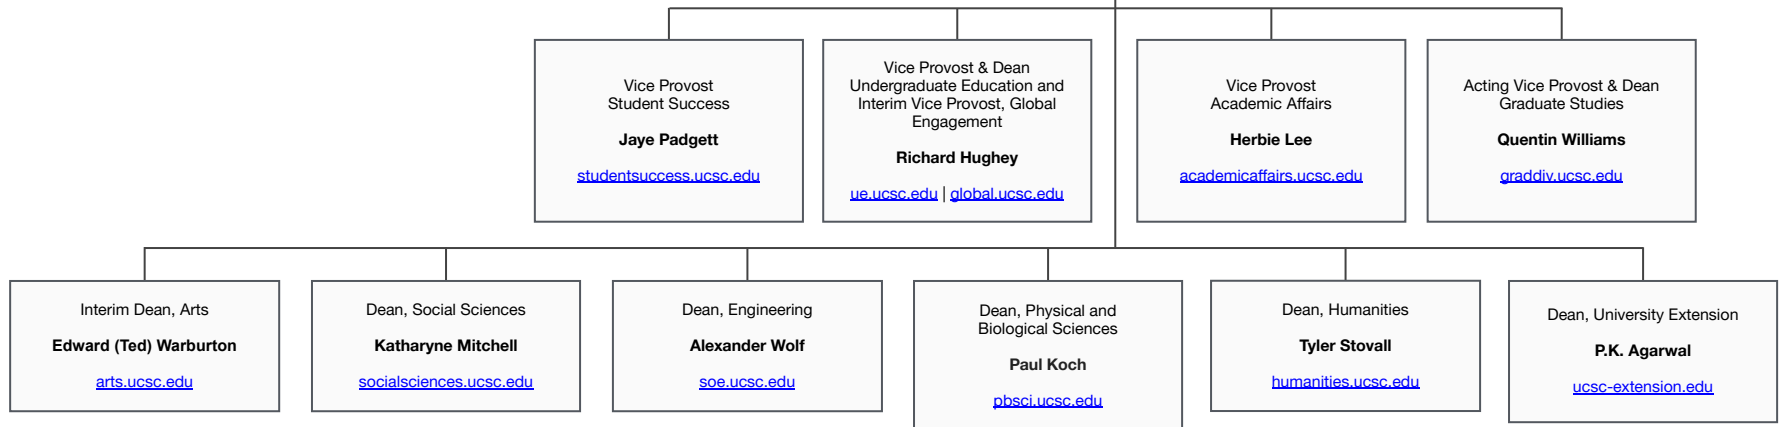 Vice Provost
Student Success
Jaye Padgett
studentsuccess.ucsc.edu
Vice Provost & Dean
Undergraduate Education and
Interim Vice Provost, Global
Engagement
Richard Hughey
ue.ucsc.edu | global.ucsc.edu
Vice Provost
Academic Affairs
Herbie Lee
academicaffairs.ucsc.edu
Acting Vice Provost & Dean
Graduate Studies
Quentin Williams
graddiv.ucsc.edu
Interim Dean, Arts
Edward (Ted) Warburton
arts.ucsc.edu
Dean, Social Sciences
Katharyne Mitchell
socialsciences.ucsc.edu
Dean, Engineering
Alexander Wolf
soe.ucsc.edu
Dean, Physical and
Biological Sciences
Paul Koch
pbsci.ucsc.edu
Dean, Humanities
Tyler Stovall
humanities.ucsc.edu
Dean, University Extension
P.K. Agarwal
ucsc-extension.edu